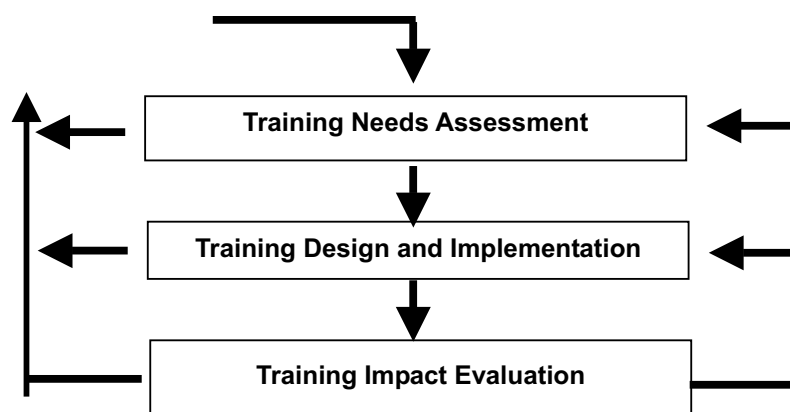 Training Needs Assessment
Training Design and Implementation
Training Impact Evaluation